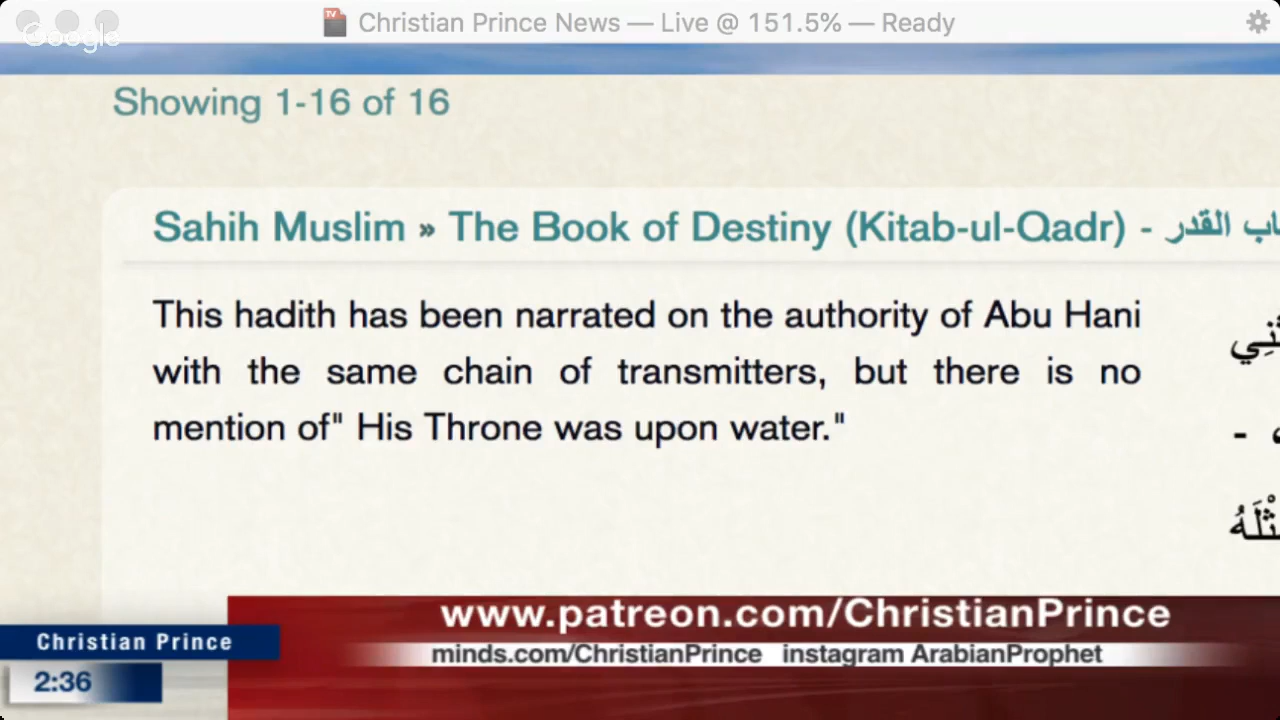 Christian Prince News — Live @ 151.5% — Ready
Google
Showing 1-16 of 16
Sahih Muslim » The Book of Destiny (Kitab-ul-Qadr) - القدر
This hadith has been narrated on the authority of Abu Hani
with the same chain of transmitters, but there is no
mention of" His Throne was upon water."
www.patreon.com/ChristianPrince
Christian Prince
minds.com/ChristianPrince instagram ArabianProphet
2:36